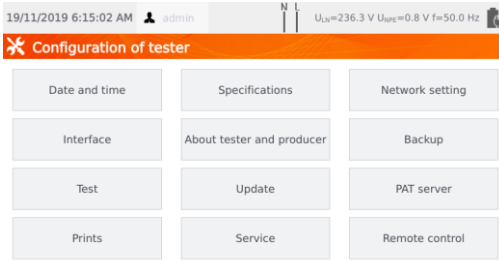 19/11/2019 6:15:02 AM admin N L U_LN=236.3 V U_NPE=0.8 V f=50.0 Hz
Configuration of tester
Date and time Specifications Network setting
Interface About tester and producer Backup
Test Update PAT server
Prints Service Remote control